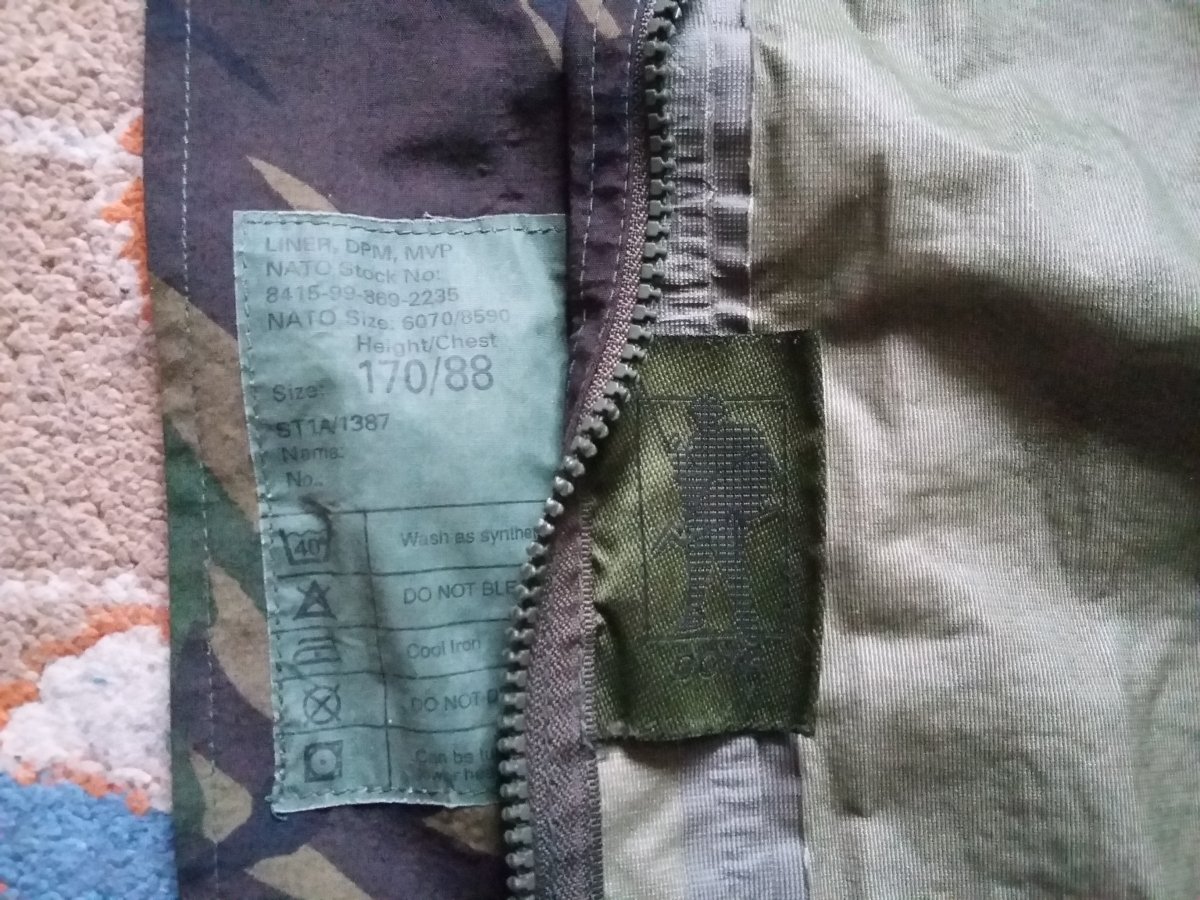 LINER, DPM, MVP
NATO Stock No:
8415-99-869-2235
NATO Size: 6070/8590
Height/Chest
Size: 170/88
ST1A/1387
Name:
No.
40
Wash as synthe
DO NOT BLE
Cool Iron
DO NOT D
Can be tu